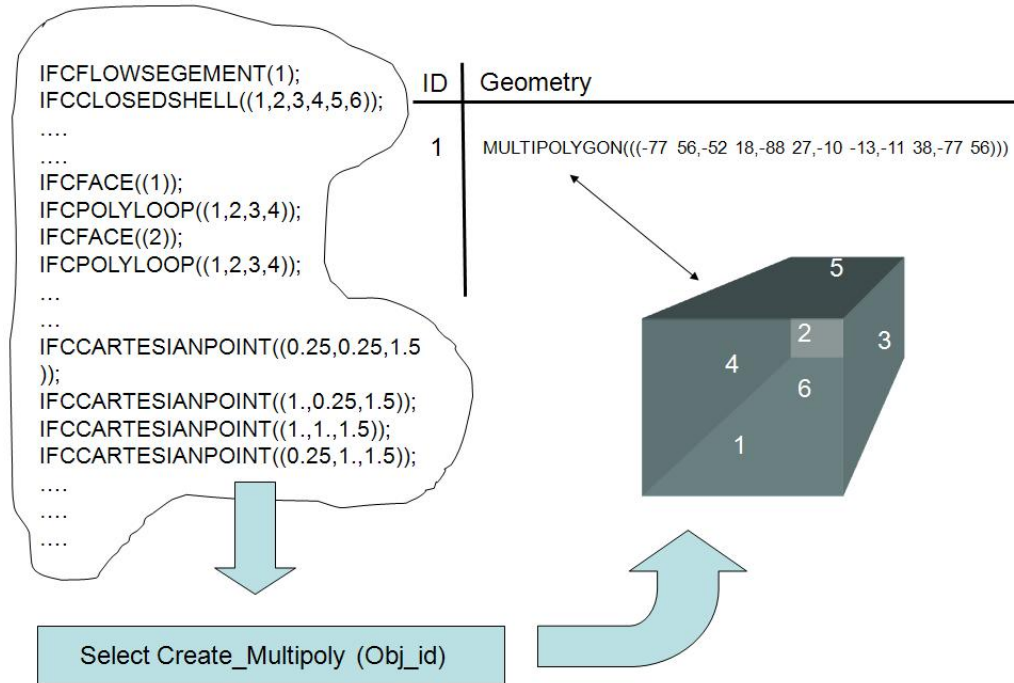 IFCFLOWSEGEMENT(1);
IFCCLOSEDSHELL((1,2,3,4,5,6));
....
....
IFCFACE((1));
IFCPOLYLOOP((1,2,3,4));
IFCFACE((2));
IFCPOLYLOOP((1,2,3,4));
...
...
IFCCARTESIANPOINT((0.25,0.25,1.5
));
IFCCARTESIANPOINT((1.,0.25,1.5));
IFCCARTESIANPOINT((1.,1.,1.5));
IFCCARTESIANPOINT((0.25,1.,1.5));
....
....
....
ID Geometry
1 MULTIPOLYGON(((-77 56,-52 18,-88 27,-10 -13,-11 38,-77 56)))
5
2
3
4
6
1
Select Create_Multipoly (Obj_id)